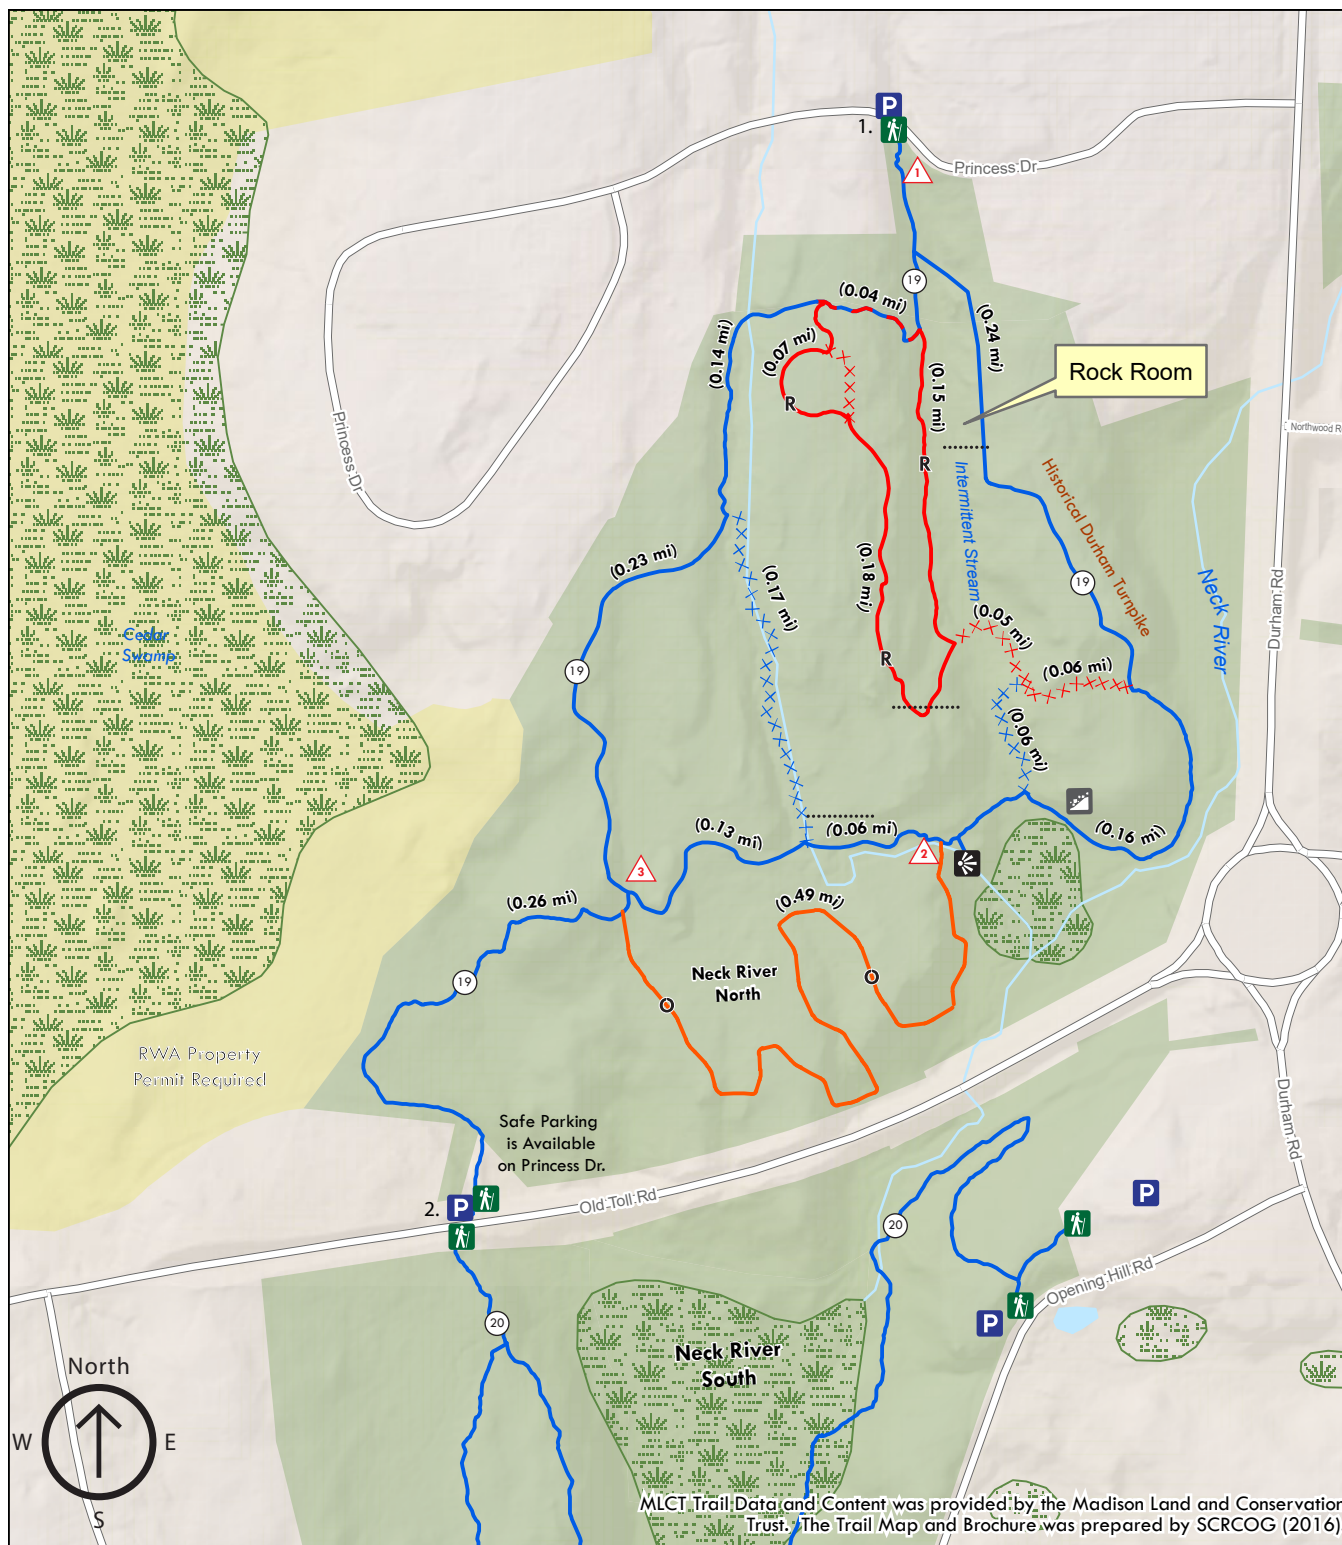 P
1.
1
Princess Dr
19
(0.04 mi)
(0.24 mi)
(0.14 mi)
(0.07 mi)
Rock Room
(0.15 mi)
R
Princess Dr
Northwood Rd
R
Intermittent Stream
Historical Durham Turnpike
(0.23 mi)
(0.17 mi)
(0.18 mi)
19
Neck River
Durham Rd
(0.05 mi)
Cedar
Swamp
19
R
(0.06 mi)
(0.06 mi)
(0.13 mi)
(0.06 mi)
(0.16 mi)
2
3
(0.26 mi)
(0.49 mi)
Neck River
North
19
O
O
RWA Property
Permit Required
Safe Parking
is Available
on Princess Dr.
Durham Rd
Old Toll Rd
2.
P
P
20
Opening Hill Rd
P
20
Neck River
South
North
W
E
S
MLCT Trail Data and Content was provided by the Madison Land and Conservation
Trust. The Trail Map and Brochure was prepared by SCRCOG (2016)